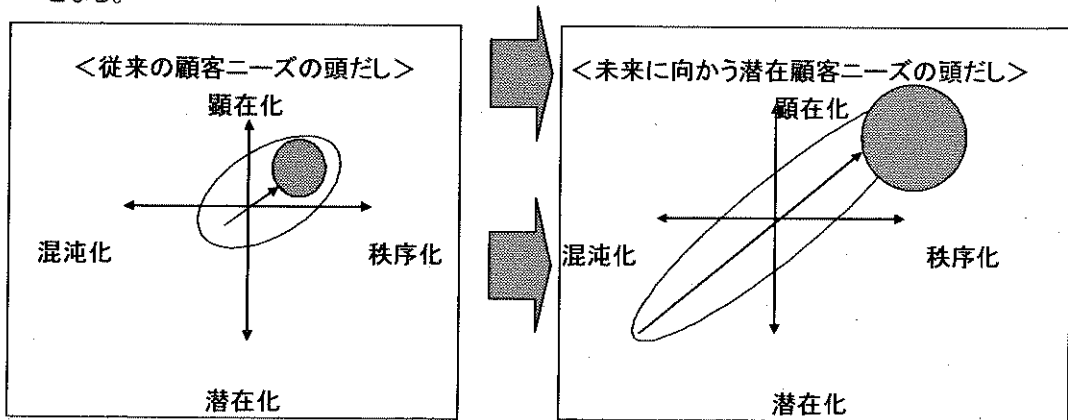 ＜従来の顧客ニーズの頭だし＞
顕在化
混沌化
秩序化
潜在化
＜未来に向かう潜在顧客ニーズの頭だし＞
顕在化
混沌化
秩序化
潜在化